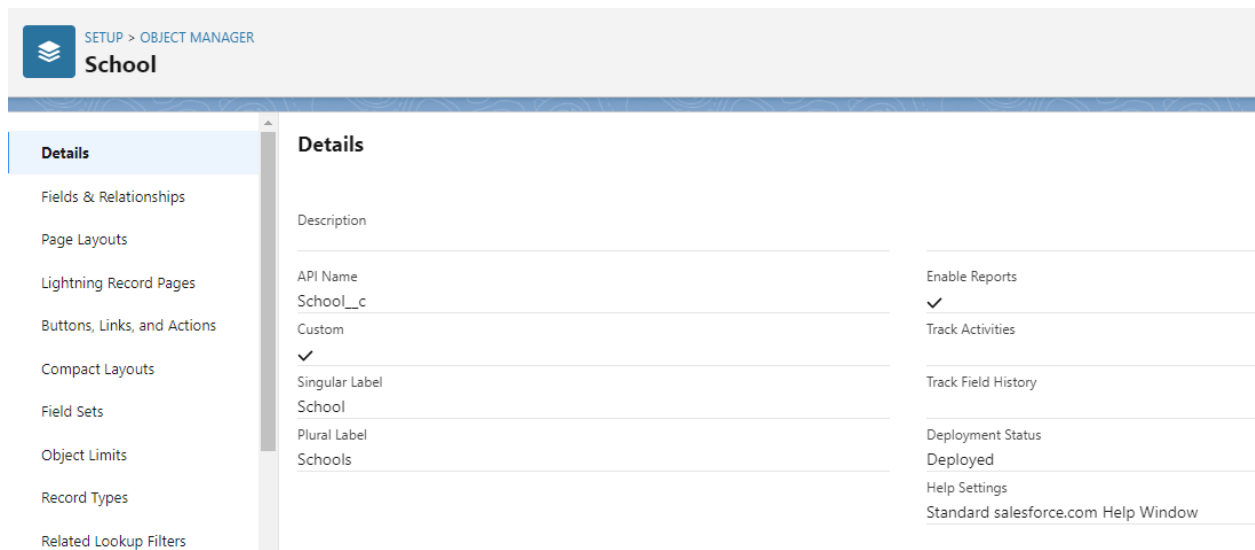 SETUP > OBJECT MANAGER
School
Details
Fields & Relationships
Page Layouts
Lightning Record Pages
Buttons, Links, and Actions
Compact Layouts
Field Sets
Object Limits
Record Types
Related Lookup Filters
Details
Description
API Name
School__c
Custom
Singular Label
School
Plural Label
Schools
Enable Reports
Track Activities
Track Field History
Deployment Status
Deployed
Help Settings
Standard salesforce.com Help Window